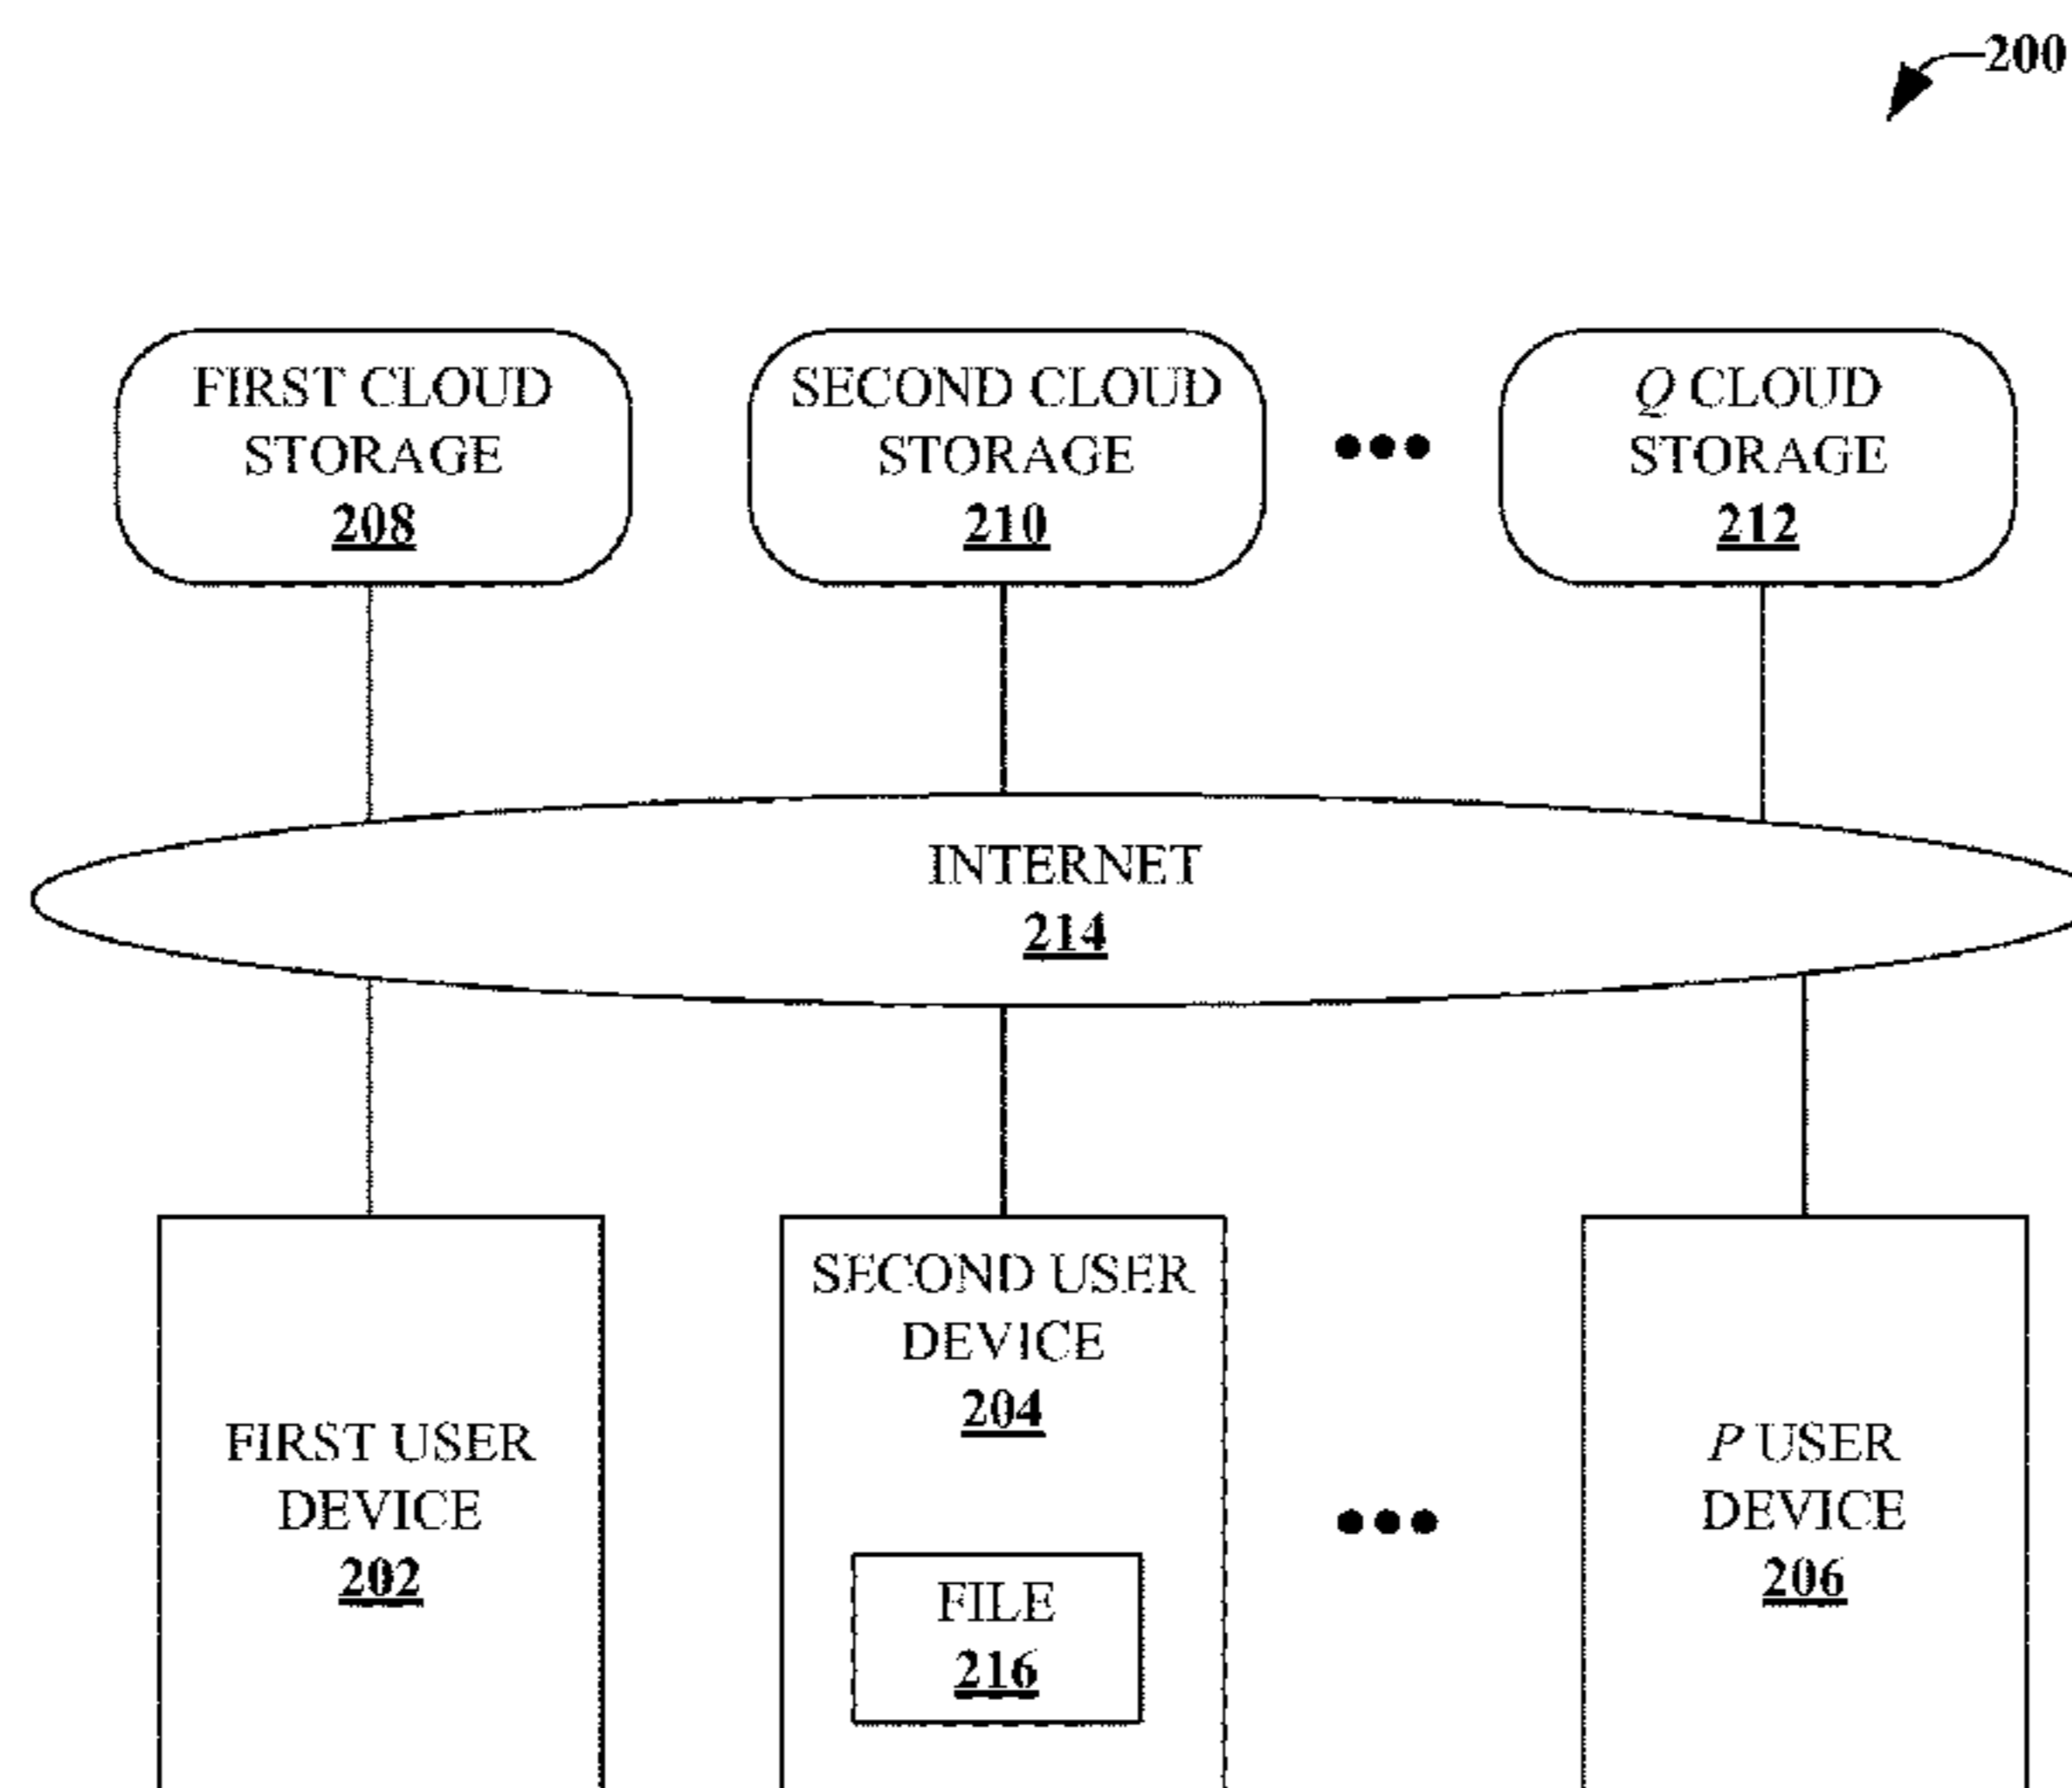 200
FIRST CLOUD
STORAGE
208
SECOND CLOUD
STORAGE
210
Q CLOUD
STORAGE
212
INTERNET
214
FIRST USER
DEVICE
202
SECOND USER
DEVICE
204
FILE
216
P USER
DEVICE
206